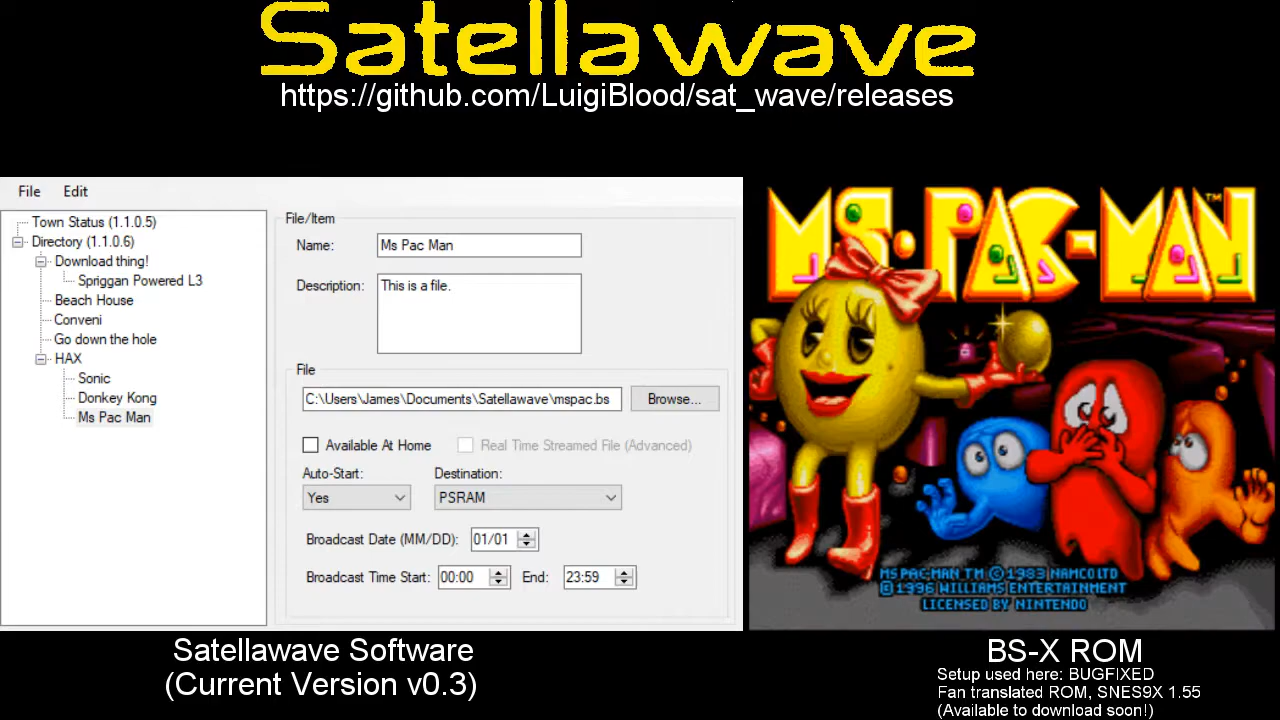 Satellawave
https://github.com/LuigiBlood/sat_wave/releases
File Edit
Town Status (1.1.0.5)
Directory (1.1.0.6)
Download thing!
Spriggan Powered L3
Beach House
Conveni
Go down the hole
HAX
Sonic
Donkey Kong
Ms Pac Man
File/Item
Name: Ms Pac Man
Description: This is a file.
File
C:\Users\James\Documents\Satellawave\mspac.bs Browse...
Available At Home Real Time Streamed File (Advanced)
Auto-Start: Destination:
Yes PSRAM
Broadcast Date (MM/DD): 01/01
Broadcast Time Start: 00:00 End: 23:59
MS. PAC-MAN™
MS PAC-MAN TM © 1983 NAMCO LTD
© 1996 WILLIAMS ENTERTAINMENT
LICENSED BY NINTENDO
Satellawave Software
(Current Version v0.3)
BS-X ROM
Setup used here: BUGFIXED
Fan translated ROM, SNES9X 1.55
(Available to download soon!)